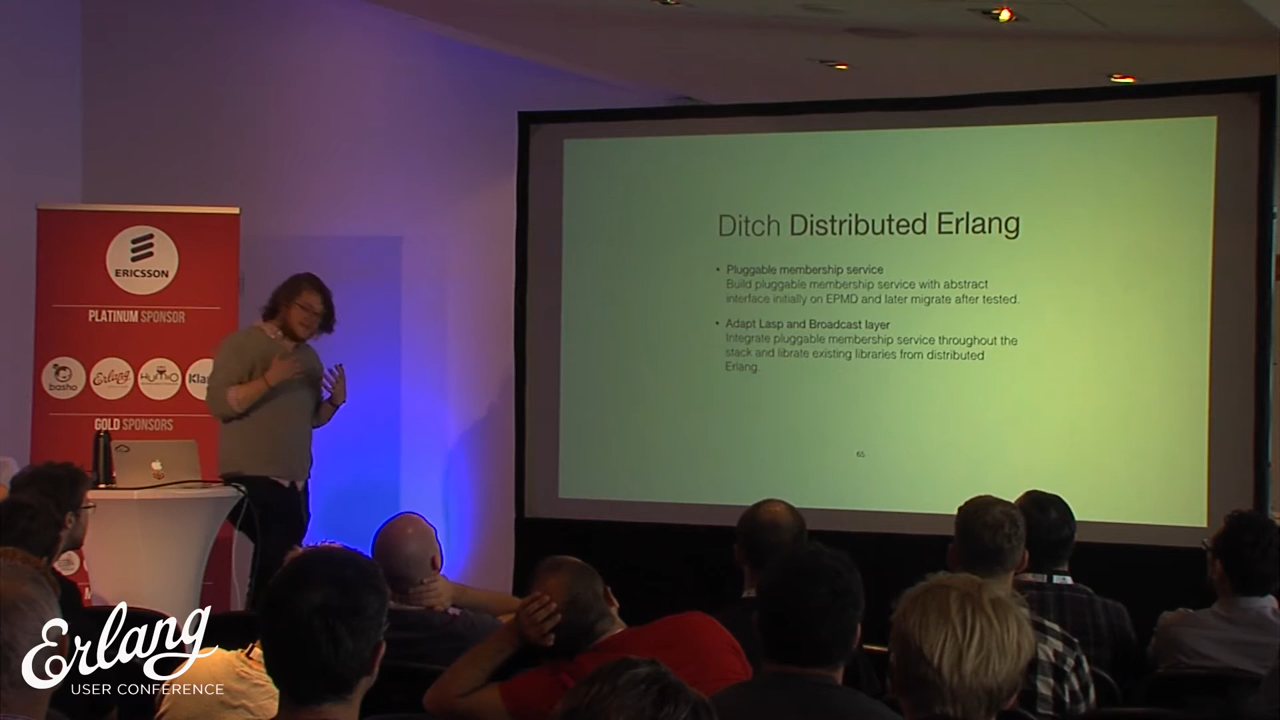 ERICSSON
PLATINUM SPONSOR
basho
Erlang
HUMIO
Kla
GOLD SPONSORS
Ditch Distributed Erlang
• Pluggable membership service
Build pluggable membership service with abstract
interface initially on EPMD and later migrate after tested.
• Adapt Lasp and Broadcast layer
Integrate pluggable membership service throughout the
stack and librate existing libraries from distributed
Erlang.
65
Erlang
USER CONFERENCE